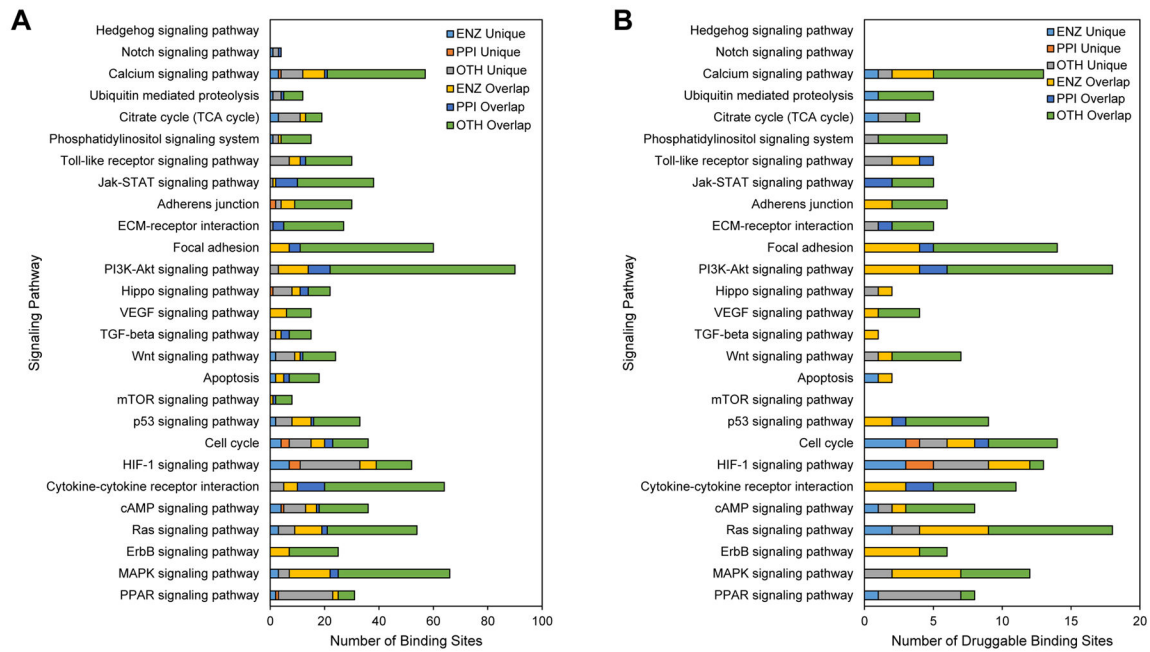 A
Signaling Pathway
Hedgehog signaling pathway
Notch signaling pathway
Calcium signaling pathway
Ubiquitin mediated proteolysis
Citrate cycle (TCA cycle)
Phosphatidylinositol signaling system
Toll-like receptor signaling pathway
Jak-STAT signaling pathway
Adherens junction
ECM-receptor interaction
Focal adhesion
PI3K-Akt signaling pathway
Hippo signaling pathway
VEGF signaling pathway
TGF-beta signaling pathway
Wnt signaling pathway
Apoptosis
mTOR signaling pathway
p53 signaling pathway
Cell cycle
HIF-1 signaling pathway
Cytokine-cytokine receptor interaction
cAMP signaling pathway
Ras signaling pathway
ErbB signaling pathway
MAPK signaling pathway
PPAR signaling pathway
ENZ Unique
PPI Unique
OTH Unique
ENZ Overlap
PPI Overlap
OTH Overlap
0 20 40 60 80 100
Number of Binding Sites
B
Signaling Pathway
Hedgehog signaling pathway
Notch signaling pathway
Calcium signaling pathway
Ubiquitin mediated proteolysis
Citrate cycle (TCA cycle)
Phosphatidylinositol signaling system
Toll-like receptor signaling pathway
Jak-STAT signaling pathway
Adherens junction
ECM-receptor interaction
Focal adhesion
PI3K-Akt signaling pathway
Hippo signaling pathway
VEGF signaling pathway
TGF-beta signaling pathway
Wnt signaling pathway
Apoptosis
mTOR signaling pathway
p53 signaling pathway
Cell cycle
HIF-1 signaling pathway
Cytokine-cytokine receptor interaction
cAMP signaling pathway
Ras signaling pathway
ErbB signaling pathway
MAPK signaling pathway
PPAR signaling pathway
ENZ Unique
PPI Unique
OTH Unique
ENZ Overlap
PPI Overlap
OTH Overlap
0 5 10 15 20
Number of Druggable Binding Sites